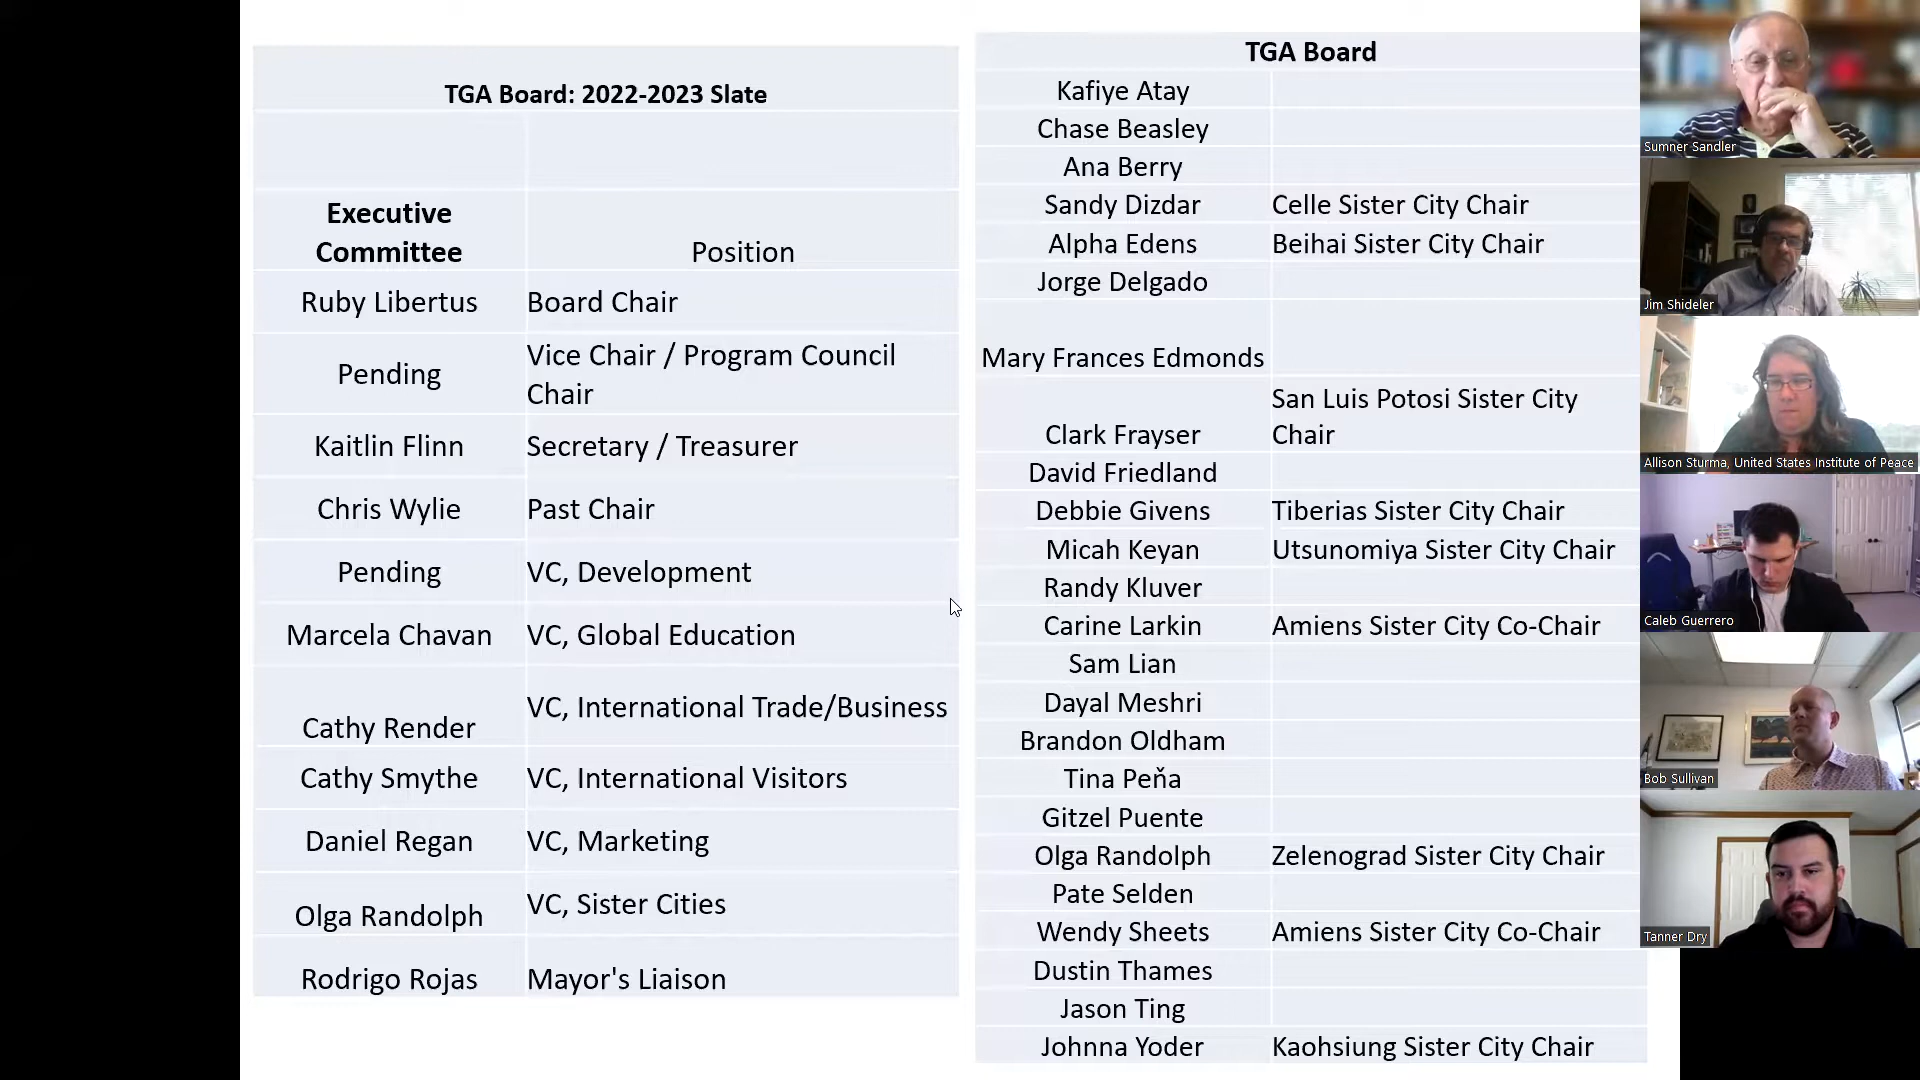 TGA Board: 2022-2023 Slate
Executive
Committee
Position
Ruby Libertus
Board Chair
Pending
Vice Chair / Program Council
Chair
Kaitlin Flinn
Secretary / Treasurer
Chris Wylie
Past Chair
Pending
VC, Development
Marcela Chavan
VC, Global Education
Cathy Render
VC, International Trade/Business
Cathy Smythe
VC, International Visitors
Daniel Regan
VC, Marketing
Olga Randolph
VC, Sister Cities
Rodrigo Rojas
Mayor's Liaison
TGA Board
Kafiye Atay
Chase Beasley
Ana Berry
Sandy Dizdar
Celle Sister City Chair
Alpha Edens
Beihai Sister City Chair
Jorge Delgado
Mary Frances Edmonds
Clark Frayser
San Luis Potosi Sister City
Chair
David Friedland
Debbie Givens
Tiberias Sister City Chair
Micah Keyan
Utsunomiya Sister City Chair
Randy Kluver
Carine Larkin
Amiens Sister City Co-Chair
Sam Lian
Dayal Meshri
Brandon Oldham
Tina Peňa
Gitzel Puente
Olga Randolph
Zelenograd Sister City Chair
Pate Selden
Wendy Sheets
Amiens Sister City Co-Chair
Dustin Thames
Jason Ting
Johnna Yoder
Kaohsiung Sister City Chair
Sumner Sandler
Jim Shideler
Allison Sturma, United States Institute of Peace
Caleb Guerrero
Bob Sullivan
Tanner Dry